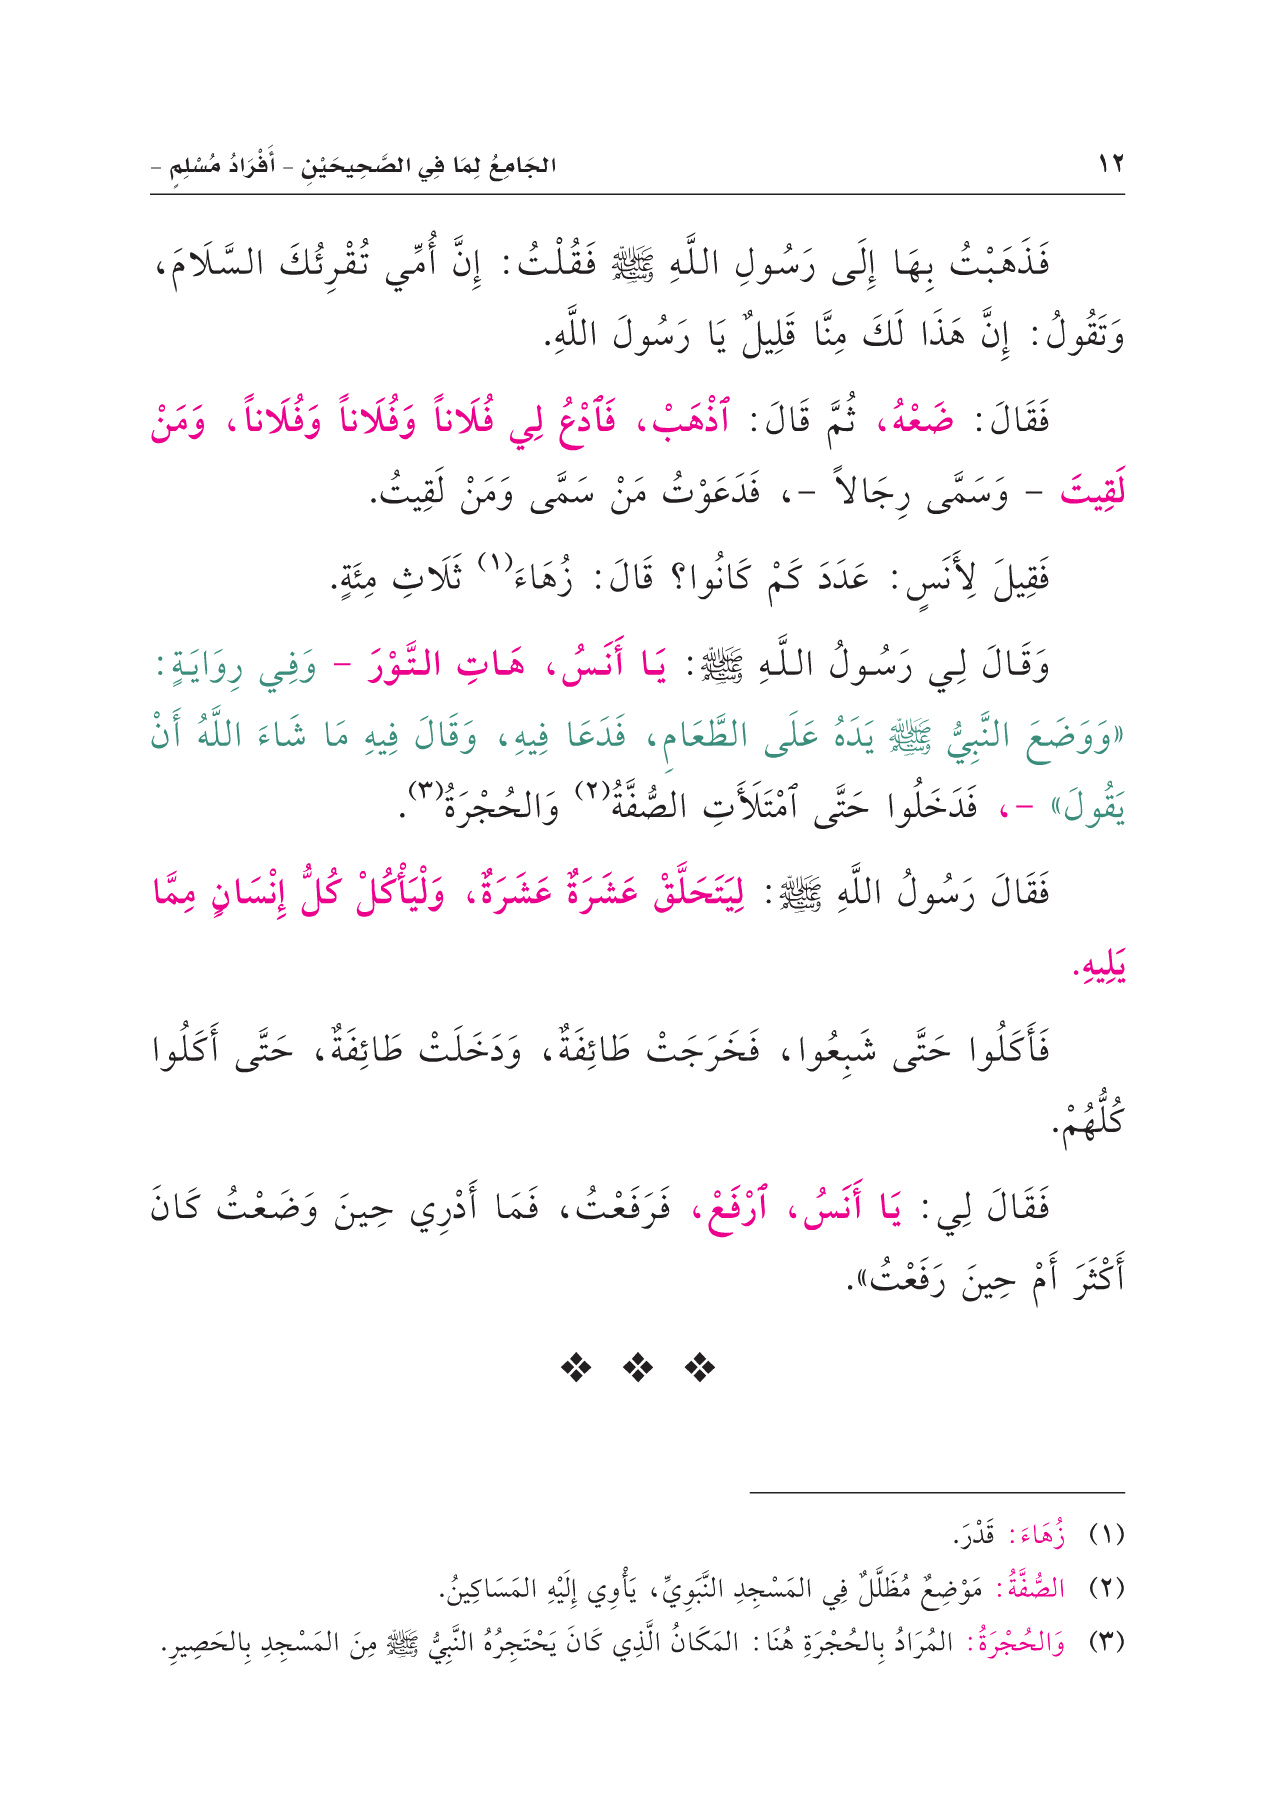 ١٢ الجَامِعُ لِمَا فِي الصَّحِيحَيْنِ – أَفْرَادُ مُسْلِمٍ –
فَذَهَبْتُ بِهَا إِلَى رَسُولِ اللَّهِ ﷺ فَقُلْتُ: إِنَّ أُمِّي تُقْرِئُكَ السَّلَامَ،
وَتَقُولُ: إِنَّ هَذَا لَكَ مِنَّا قَلِيلٌ يَا رَسُولَ اللَّهِ.
فَقَالَ: ضَعْهُ، ثُمَّ قَالَ: ٱذْهَبْ، فَٱدْعُ لِي فُلَاناً وَفُلَاناً وَفُلَاناً، وَمَنْ
لَقِيتَ – وَسَمَّى رِجَالاً –، فَدَعَوْتُ مَنْ سَمَّى وَمَنْ لَقِيتُ.
فَقِيلَ لِأَنَسٍ: عَدَدَ كَمْ كَانُوا؟ قَالَ: زُهَاءَ(١) ثَلَاثِ مِئَةٍ.
وَقَالَ لِي رَسُولُ اللَّهِ ﷺ: يَا أَنَسُ، هَاتِ التَّوْرَ – وَفِي رِوَايَةٍ:
«وَوَضَعَ النَّبِيُّ ﷺ يَدَهُ عَلَى الطَّعَامِ، فَدَعَا فِيهِ، وَقَالَ فِيهِ مَا شَاءَ اللَّهُ أَنْ
يَقُولَ» –، فَدَخَلُوا حَتَّى ٱمْتَلَأَتِ الصُّفَّةُ(٢) وَالحُجْرَةُ(٣).
فَقَالَ رَسُولُ اللَّهِ ﷺ: لِيَتَحَلَّقْ عَشَرَةٌ عَشَرَةٌ، وَلْيَأْكُلْ كُلُّ إِنْسَانٍ مِمَّا
يَلِيهِ.
فَأَكَلُوا حَتَّى شَبِعُوا، فَخَرَجَتْ طَائِفَةٌ، وَدَخَلَتْ طَائِفَةٌ، حَتَّى أَكَلُوا
كُلُّهُمْ.
فَقَالَ لِي: يَا أَنَسُ، ٱرْفَعْ، فَرَفَعْتُ، فَمَا أَدْرِي حِينَ وَضَعْتُ كَانَ
أَكْثَرَ أَمْ حِينَ رَفَعْتُ».
(١) زُهَاءَ: قَدْرَ.
(٢) الصُّفَّةُ: مَوْضِعٌ مُظَلَّلٌ فِي المَسْجِدِ النَّبَوِيِّ، يَأْوِي إِلَيْهِ المَسَاكِينُ.
(٣) وَالحُجْرَةُ: المُرَادُ بِالحُجْرَةِ هُنَا: المَكَانُ الَّذِي كَانَ يَحْتَجِرُهُ النَّبِيُّ ﷺ مِنَ المَسْجِدِ بِالحَصِيرِ.